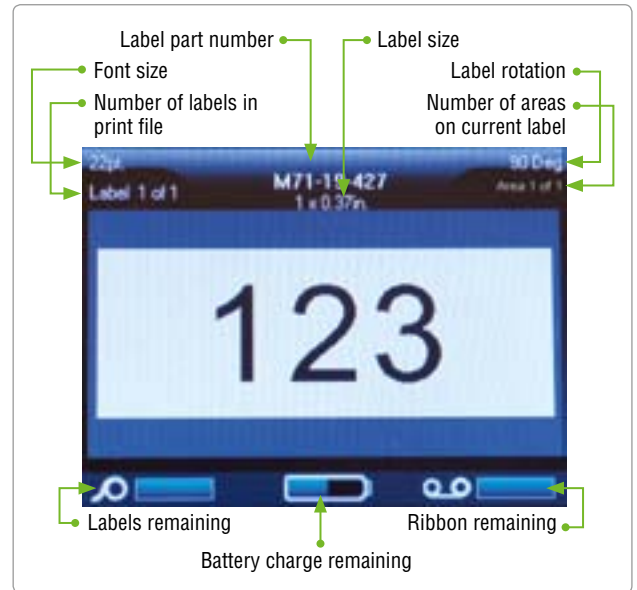 Label part number
Label size
Font size
Label rotation
Number of labels in
print file
Number of areas
on current label
22pt.
90 Deg
Label 1 of 1
M71-19-427
Area 1 of 1
1 x 0.37in.
123
Labels remaining
Ribbon remaining
Battery charge remaining